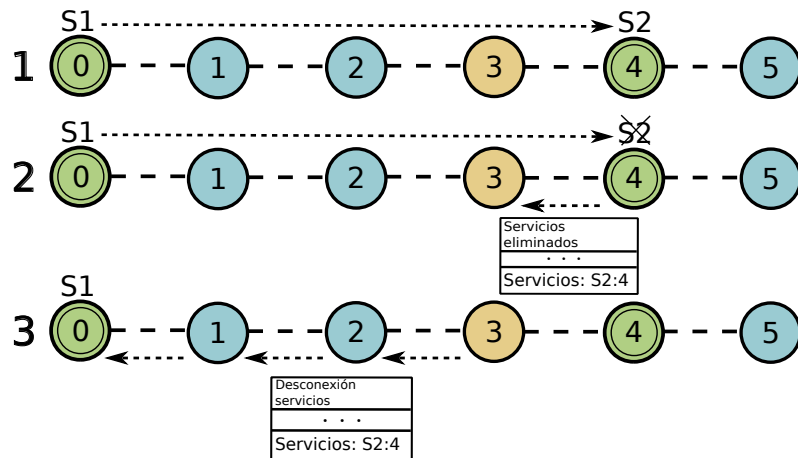 S1 S2
1 0 1 2 3 4 5
S1 S2
2 0 1 2 3 4 5
Servicios
eliminados
. . .
Servicios: S2:4
S1
3 0 1 2 3 4 5
Desconexión
servicios
. . .
Servicios: S2:4